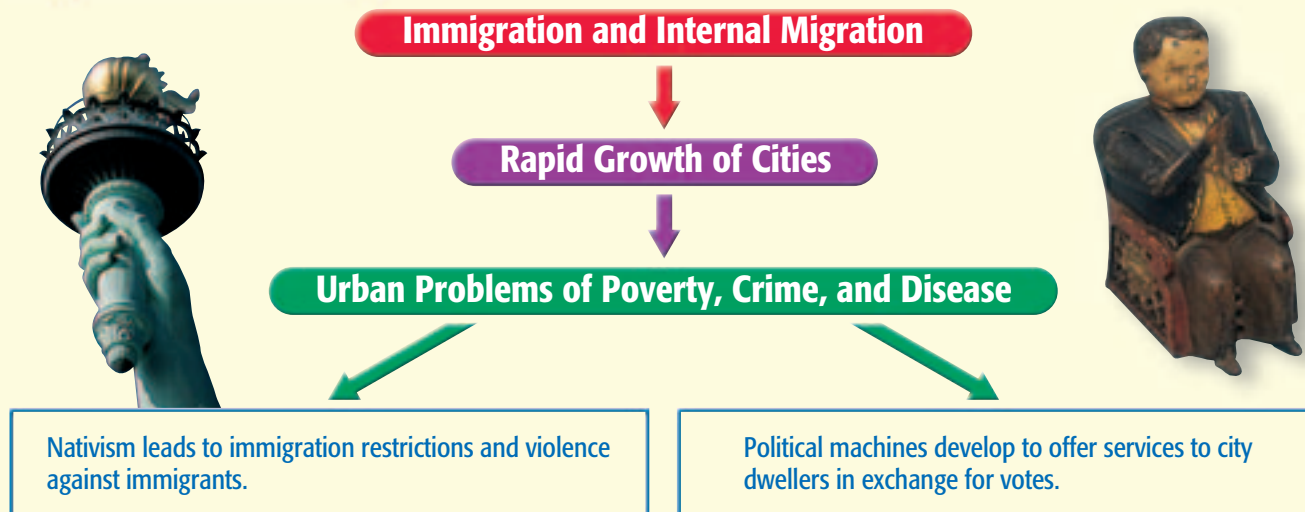 Immigration and Internal Migration
Rapid Growth of Cities
Urban Problems of Poverty, Crime, and Disease
Nativism leads to immigration restrictions and violence
against immigrants.
Political machines develop to offer services to city
dwellers in exchange for votes.